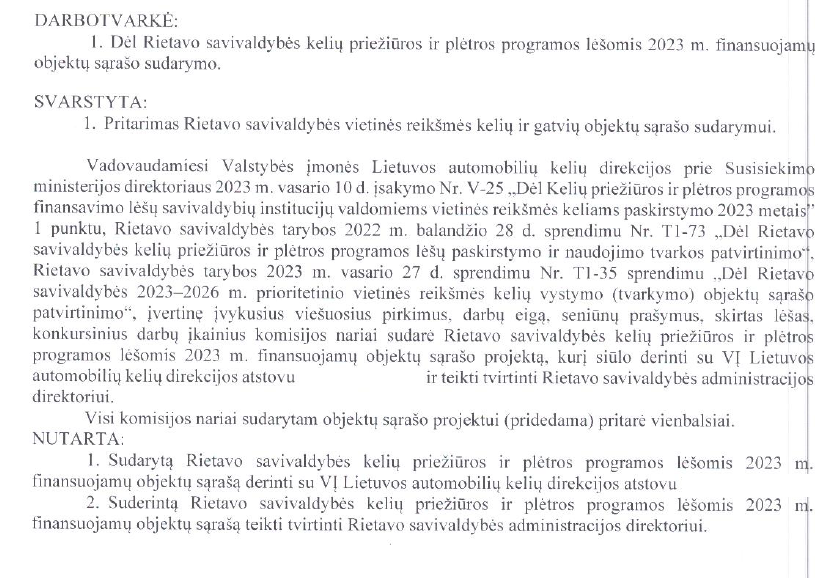 DARBOTVARKĖ:
1. Dėl Rietavo savivaldybės kelių priežiūros ir plėtros programos lėšomis 2023 m. finansuojamų
objektų sąrašo sudarymo.
SVARSTYTA:
1. Pritarimas Rietavo savivaldybės vietinės reikšmės kelių ir gatvių objektų sąrašo sudarymui.
Vadovaudamiesi Valstybės įmonės Lietuvos automobilių kelių direkcijos prie Susisiekimo
ministerijos direktoriaus 2023 m. vasario 10 d. įsakymo Nr. V-25 „Dėl Kelių priežiūros ir plėtros programos
finansavimo lėšų savivaldybių institucijų valdomiems vietinės reikšmės keliams paskirstymo 2023 metais“
1 punktu, Rietavo savivaldybės tarybos 2022 m. balandžio 28 d. sprendimu Nr. T1-73 „Dėl Rietavo
savivaldybės kelių priežiūros ir plėtros programos lėšų paskirstymo ir naudojimo tvarkos patvirtinimo“,
Rietavo savivaldybės tarybos 2023 m. vasario 27 d. sprendimu Nr. T1-35 sprendimu „Dėl Rietavo
savivaldybės 2023–2026 m. prioritetinio vietinės reikšmės kelių vystymo (tvarkymo) objektų sąrašo
patvirtinimo“, įvertinę įvykusius viešuosius pirkimus, darbų eigą, seniūnų prašymus, skirtas lėšas,
konkursinius darbų įkainius komisijos nariai sudarė Rietavo savivaldybės kelių priežiūros ir plėtros
programos lėšomis 2023 m. finansuojamų objektų sąrašo projektą, kurį siūlo derinti su VĮ Lietuvos
automobilių kelių direkcijos atstovu ir teikti tvirtinti Rietavo savivaldybės administracijos
direktoriui.
Visi komisijos nariai sudarytam objektų sąrašo projektui (pridedama) pritarė vienbalsiai.
NUTARTA:
1. Sudarytą Rietavo savivaldybės kelių priežiūros ir plėtros programos lėšomis 2023 m.
finansuojamų objektų sąrašą derinti su VĮ Lietuvos automobilių kelių direkcijos atstovu
2. Suderintą Rietavo savivaldybės kelių priežiūros ir plėtros programos lėšomis 2023 m.
finansuojamų objektų sąrašą teikti tvirtinti Rietavo savivaldybės administracijos direktoriui.